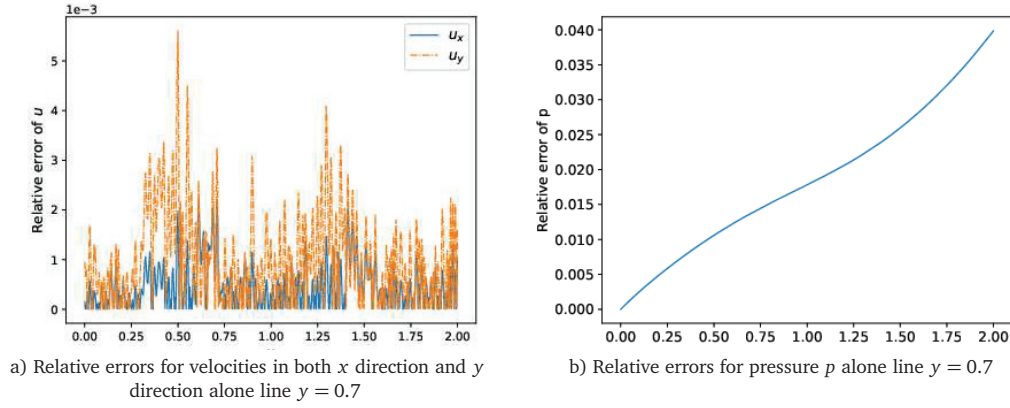 1e−3
Relative error of u
6
5
4
3
2
1
0
u_x
u_y
0.00 0.25 0.50 0.75 1.00 1.25 1.50 1.75 2.00
a) Relative errors for velocities in both x direction and y
direction alone line y = 0.7
Relative error of p
0.040
0.035
0.030
0.025
0.020
0.015
0.010
0.005
0.000
0.00 0.25 0.50 0.75 1.00 1.25 1.50 1.75 2.00
b) Relative errors for pressure p alone line y = 0.7